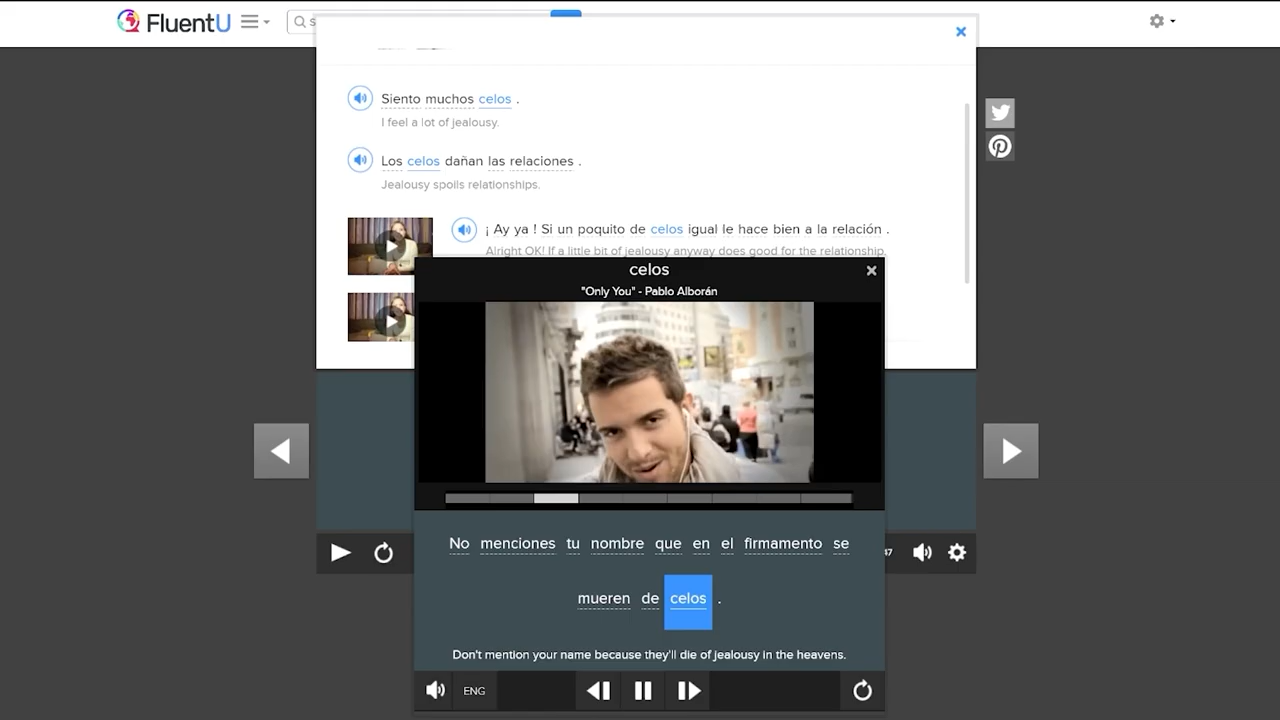 FluentU
S
Siento muchos celos .
I feel a lot of jealousy.
Los celos dañan las relaciones .
Jealousy spoils relationships.
¡ Ay ya ! Si un poquito de celos igual le hace bien a la relación .
Alright OK! If a little bit of jealousy anyway does good for the relationship.
celos
"Only You" - Pablo Alborán
No menciones tu nombre que en el firmamento se
mueren de celos .
Don't mention your name because they'll die of jealousy in the heavens.
47
ENG